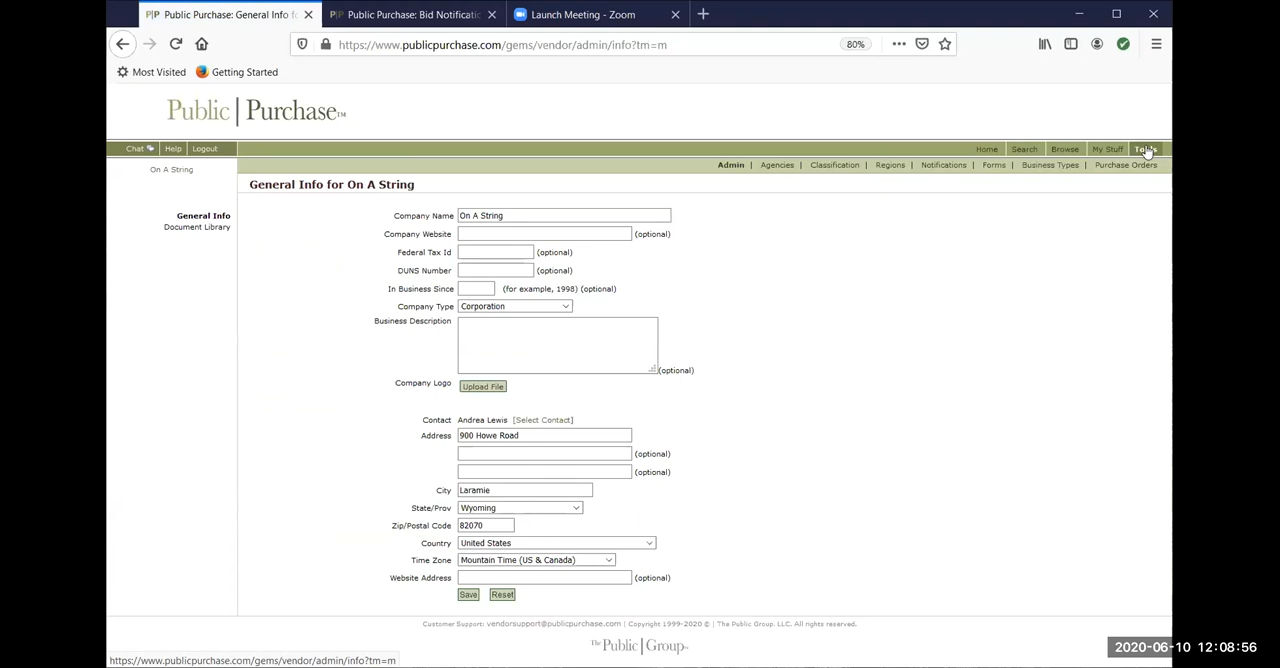 Public Purchase: General Info fo
Public Purchase: Bid Notificatio
Launch Meeting - Zoom
https://www.publicpurchase.com/gems/vendor/admin/info?tm=m
80%
Most Visited
Getting Started
Public | Purchase TM
Chat
Help
Logout
Home
Search
Browse
My Stuff
Tools
On A String
Admin | Agencies | Classification | Regions | Notifications | Forms | Business Types | Purchase Orders
General Info for On A String
General Info
Document Library
Company Name On A String
Company Website (optional)
Federal Tax Id (optional)
DUNS Number (optional)
In Business Since (for example, 1998) (optional)
Company Type Corporation
Business Description
(optional)
Company Logo Upload File
Contact Andrea Lewis [Select Contact]
Address 900 Howe Road
(optional)
(optional)
City Laramie
State/Prov Wyoming
Zip/Postal Code 82070
Country United States
Time Zone Mountain Time (US & Canada)
Website Address (optional)
Save Reset
Customer Support: vendorsupport@publicpurchase.com | Copyright 1999-2020 © | The Public Group, LLC. All rights reserved.
The Public | Group
2020-06-10 12:08:56
https://www.publicpurchase.com/gems/vendor/admin/info?tm=m